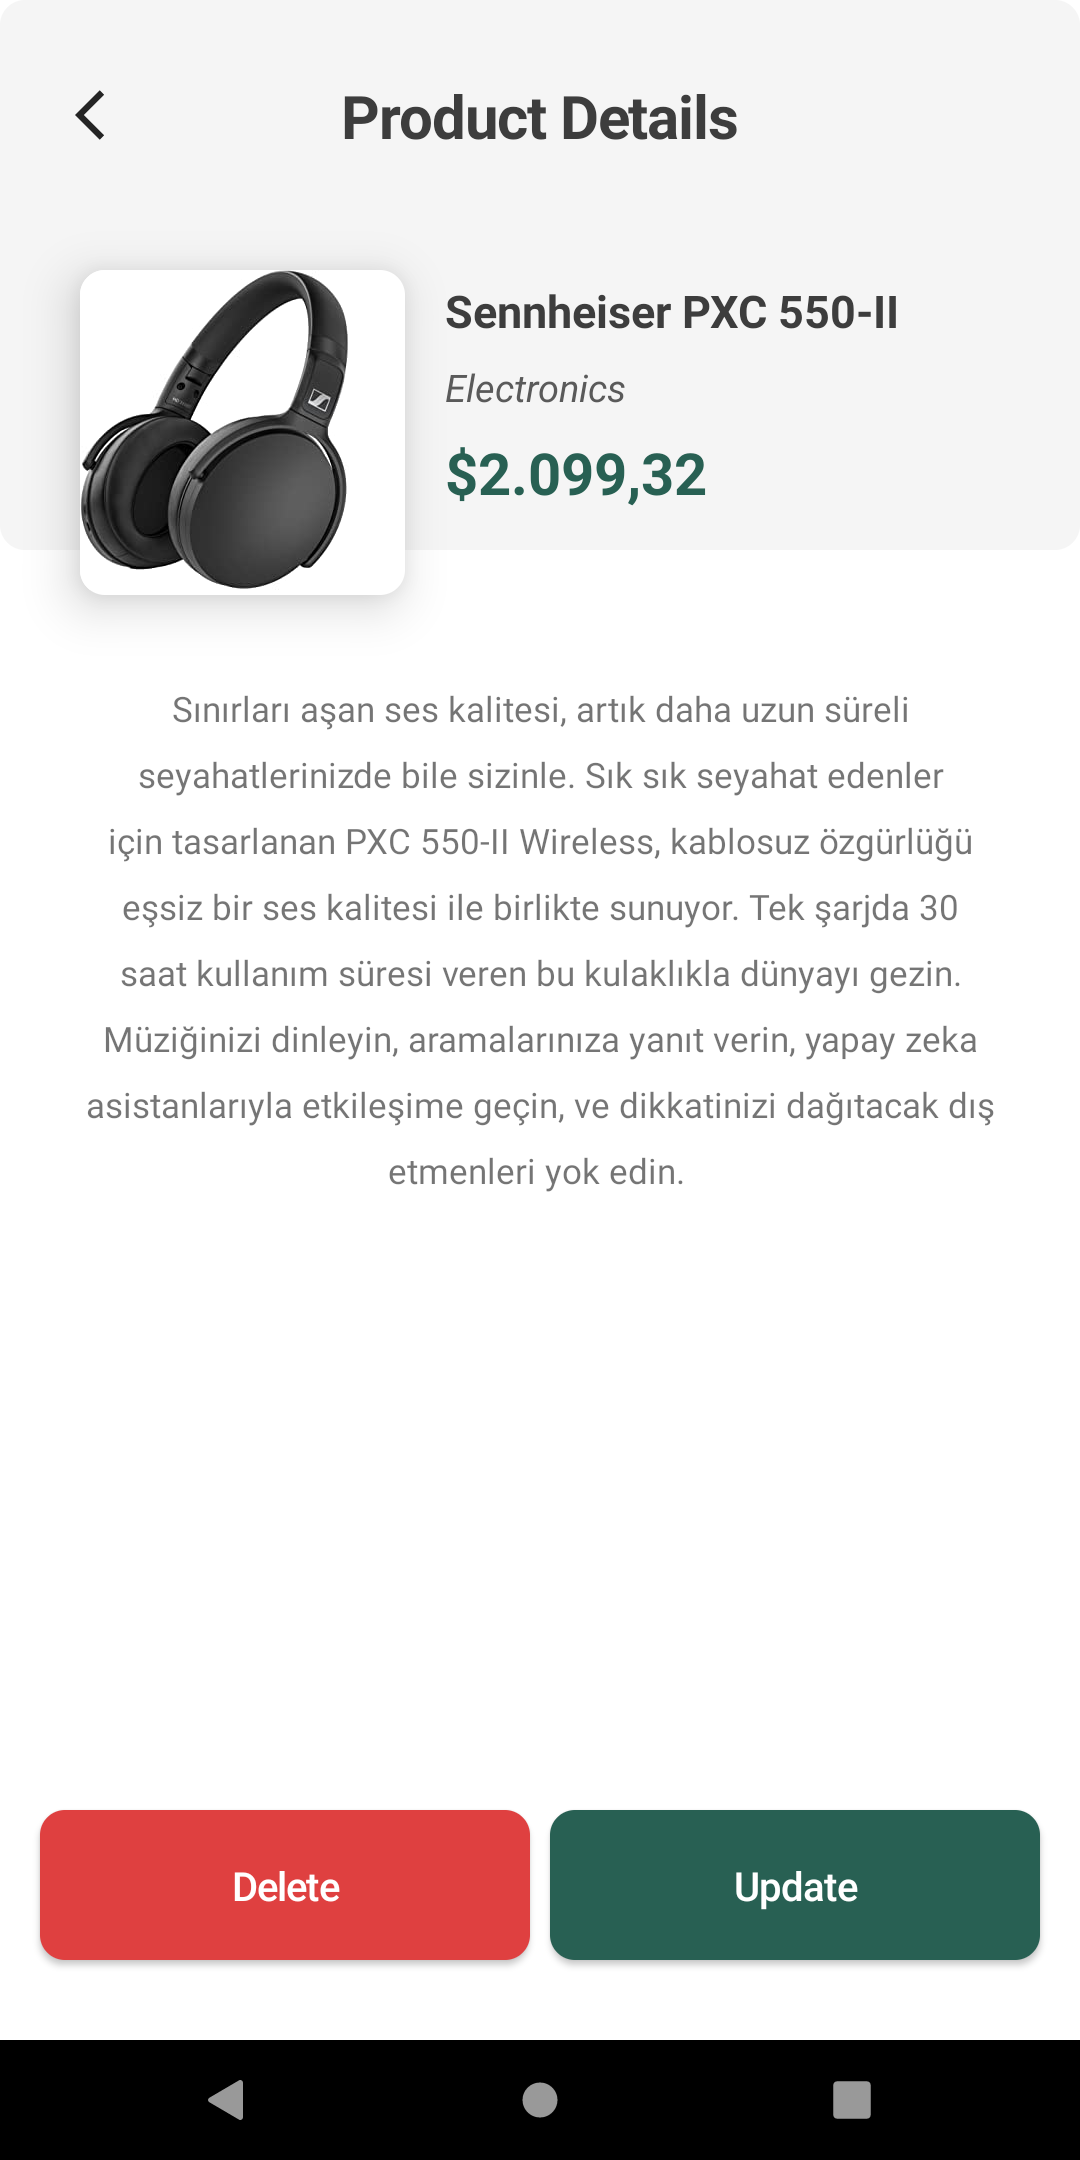 Product Details
Sennheiser PXC 550-II
Electronics
$2.099,32
Sınırları aşan ses kalitesi, artık daha uzun süreli
seyahatlerinizde bile sizinle. Sık sık seyahat edenler
için tasarlanan PXC 550-II Wireless, kablosuz özgürlüğü
eşsiz bir ses kalitesi ile birlikte sunuyor. Tek şarjda 30
saat kullanım süresi veren bu kulaklıkla dünyayı gezin.
Müziğinizi dinleyin, aramalarınıza yanıt verin, yapay zeka
asistanlarıyla etkileşime geçin, ve dikkatinizi dağıtacak dış
etmenleri yok edin.
Delete
Update